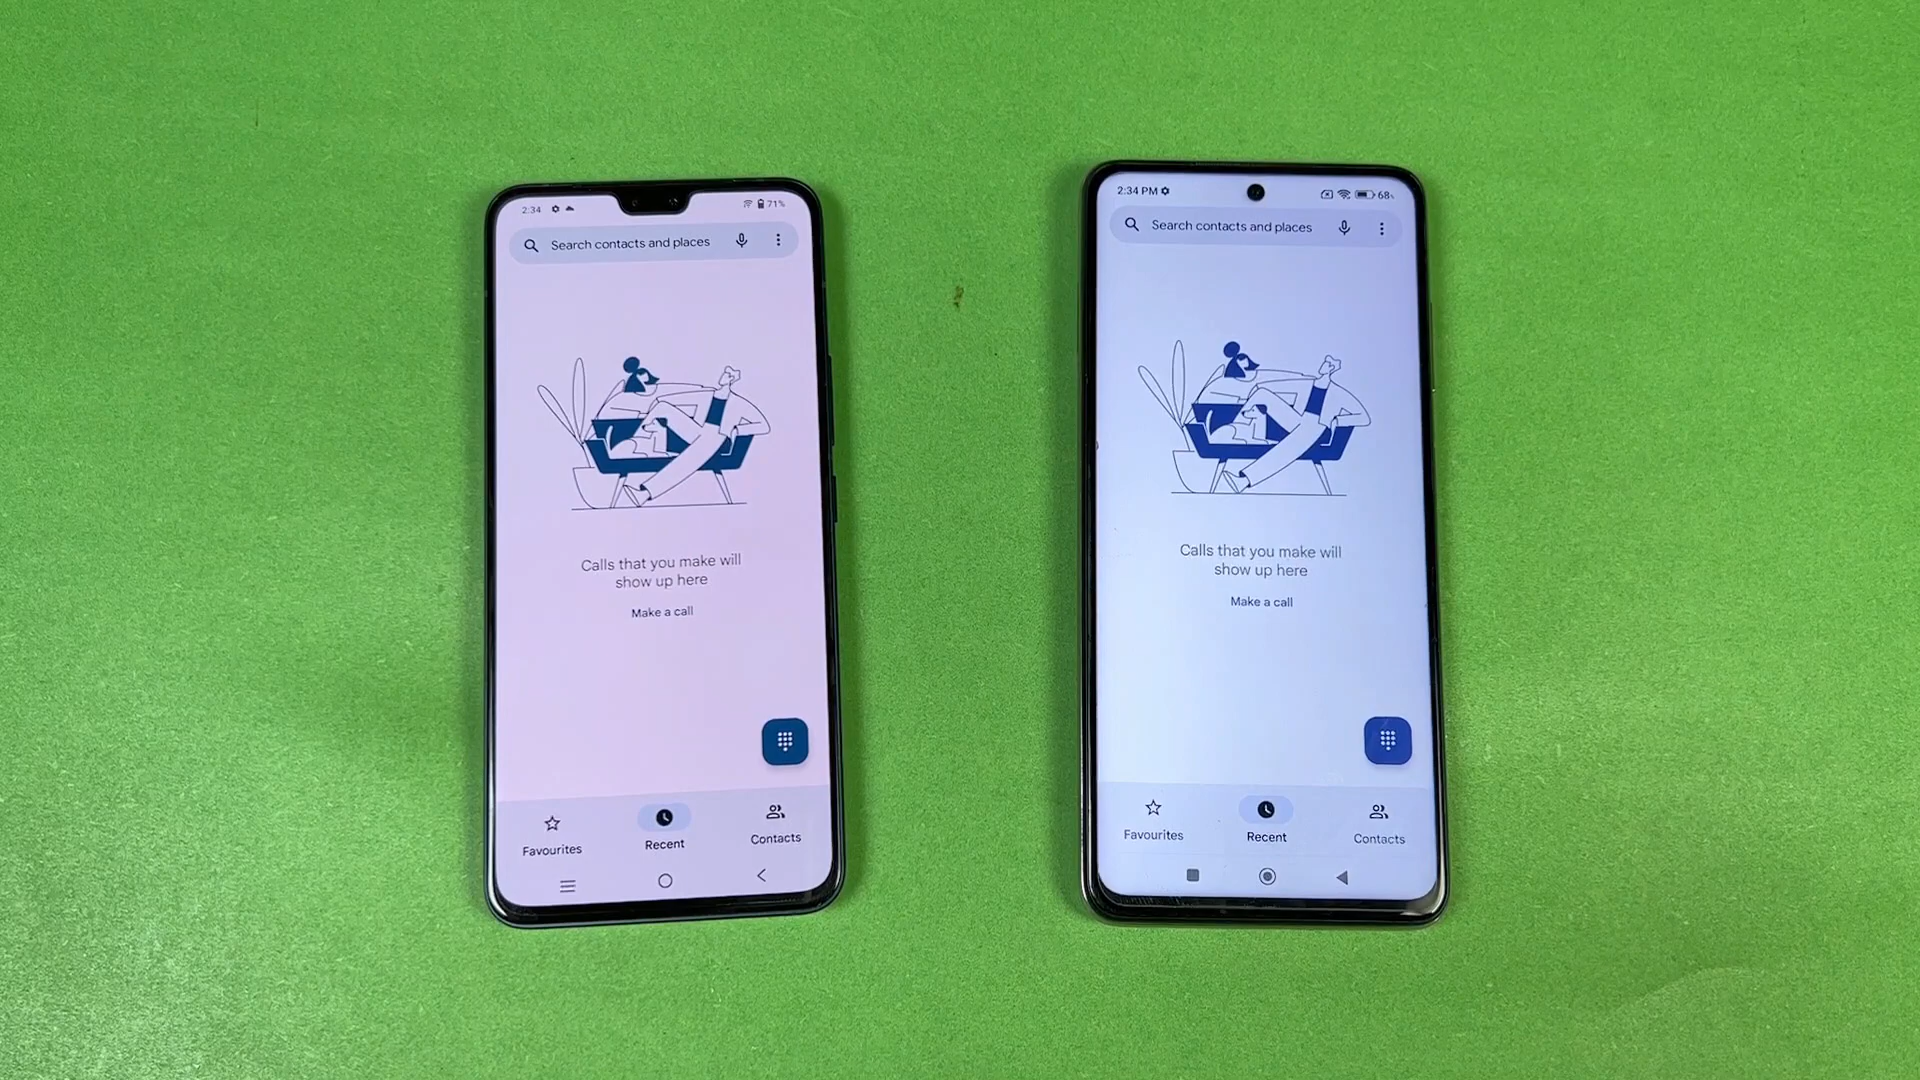 2:34
71%
Search contacts and places
Calls that you make will
show up here
Make a call
Favourites
Recent
Contacts
2:34 PM
68%
Search contacts and places
Calls that you make will
show up here
Make a call
Favourites
Recent
Contacts